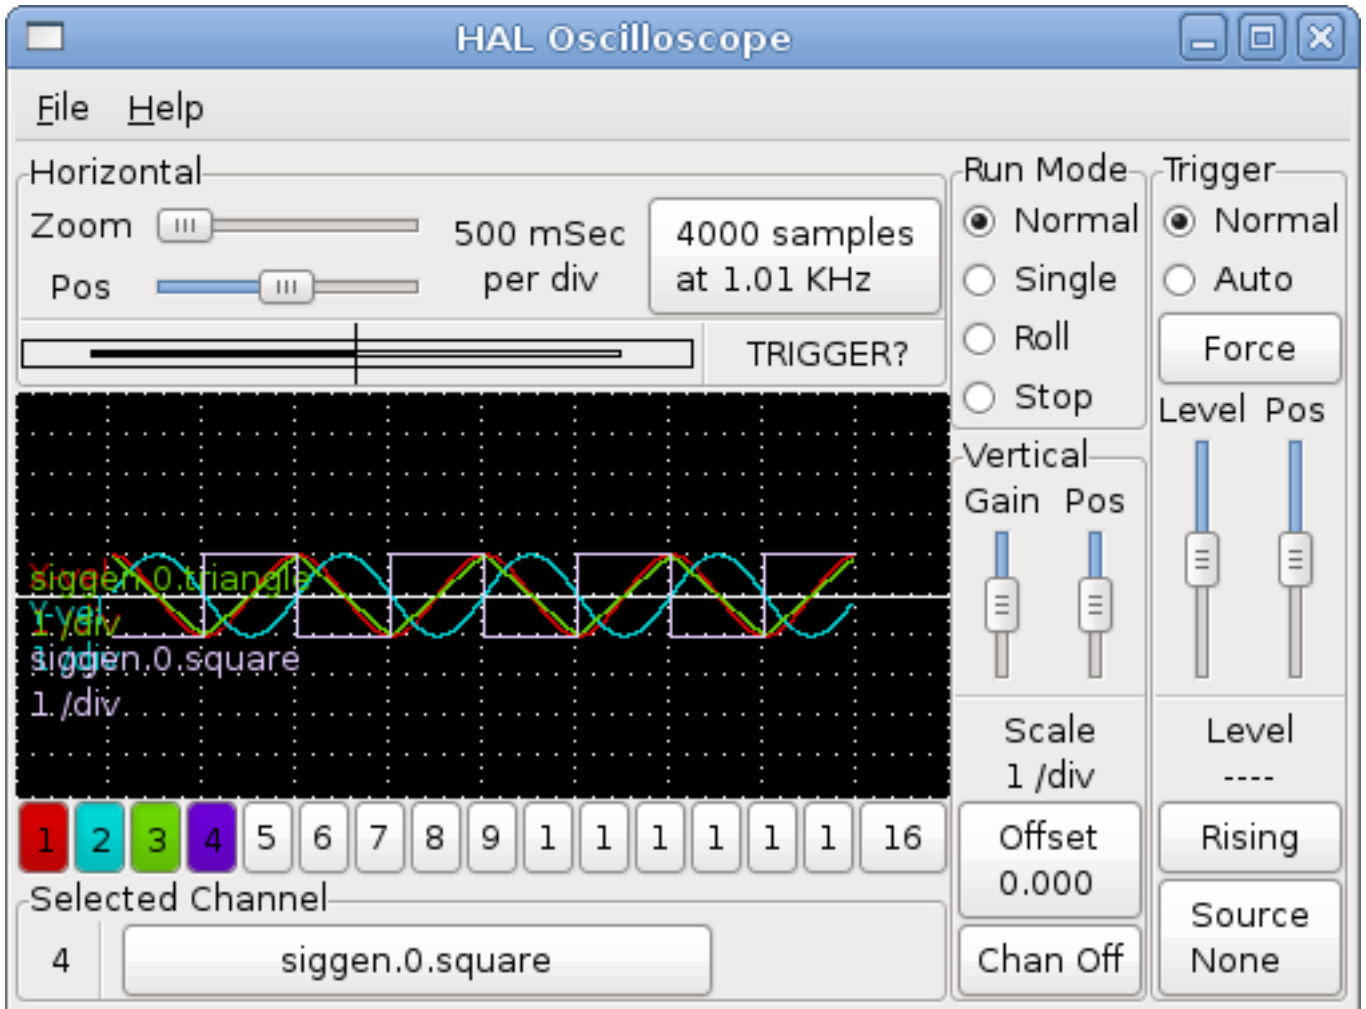 HAL Oscilloscope
File Help
Horizontal
Zoom
Pos
500 mSec
per div
4000 samples
at 1.01 KHz
TRIGGER?
Run Mode
Normal
Single
Roll
Stop
Trigger
Normal
Auto
Force
Level Pos
Vertical
Gain Pos
siggen.0.triangle
Y-vel
1 /div
siggen.0.square
1 /div
Scale
1 /div
Level
----
1 2 3 4 5 6 7 8 9 1 1 1 1 1 1 16
Offset
0.000
Chan Off
Rising
Source
None
Selected Channel
4
siggen.0.square